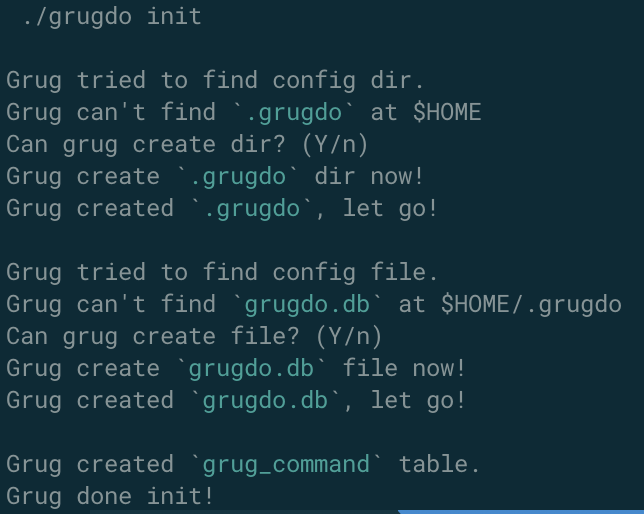 ./grugdo init
Grug tried to find config dir.
Grug can't find `.grugdo` at $HOME
Can grug create dir? (Y/n)
Grug create `.grugdo` dir now!
Grug created `.grugdo`, let go!
Grug tried to find config file.
Grug can't find `grugdo.db` at $HOME/.grugdo
Can grug create file? (Y/n)
Grug create `grugdo.db` file now!
Grug created `grugdo.db`, let go!
Grug created `grug_command` table.
Grug done init!